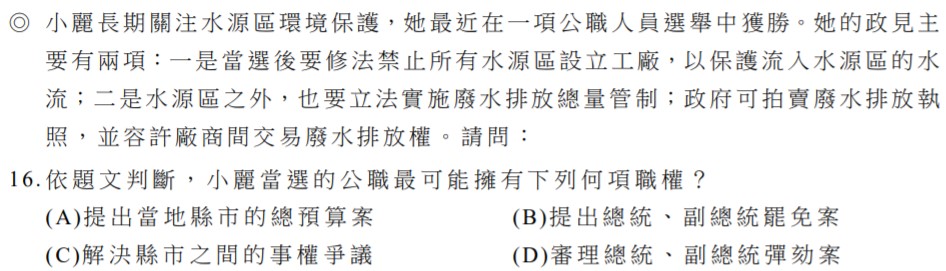 ◎ 小麗長期關注水源區環境保護，她最近在一項公職人員選舉中獲勝。她的政見主
要有兩項：一是當選後要修法禁止所有水源區設立工廠，以保護流入水源區的水
流；二是水源區之外，也要立法實施廢水排放總量管制；政府可拍賣廢水排放執
照，並容許廠商間交易廢水排放權。請問：
16.依題文判斷，小麗當選的公職最可能擁有下列何項職權？
(A)提出當地縣市的總預算案 (B)提出總統、副總統罷免案
(C)解決縣市之間的事權爭議 (D)審理總統、副總統彈劾案